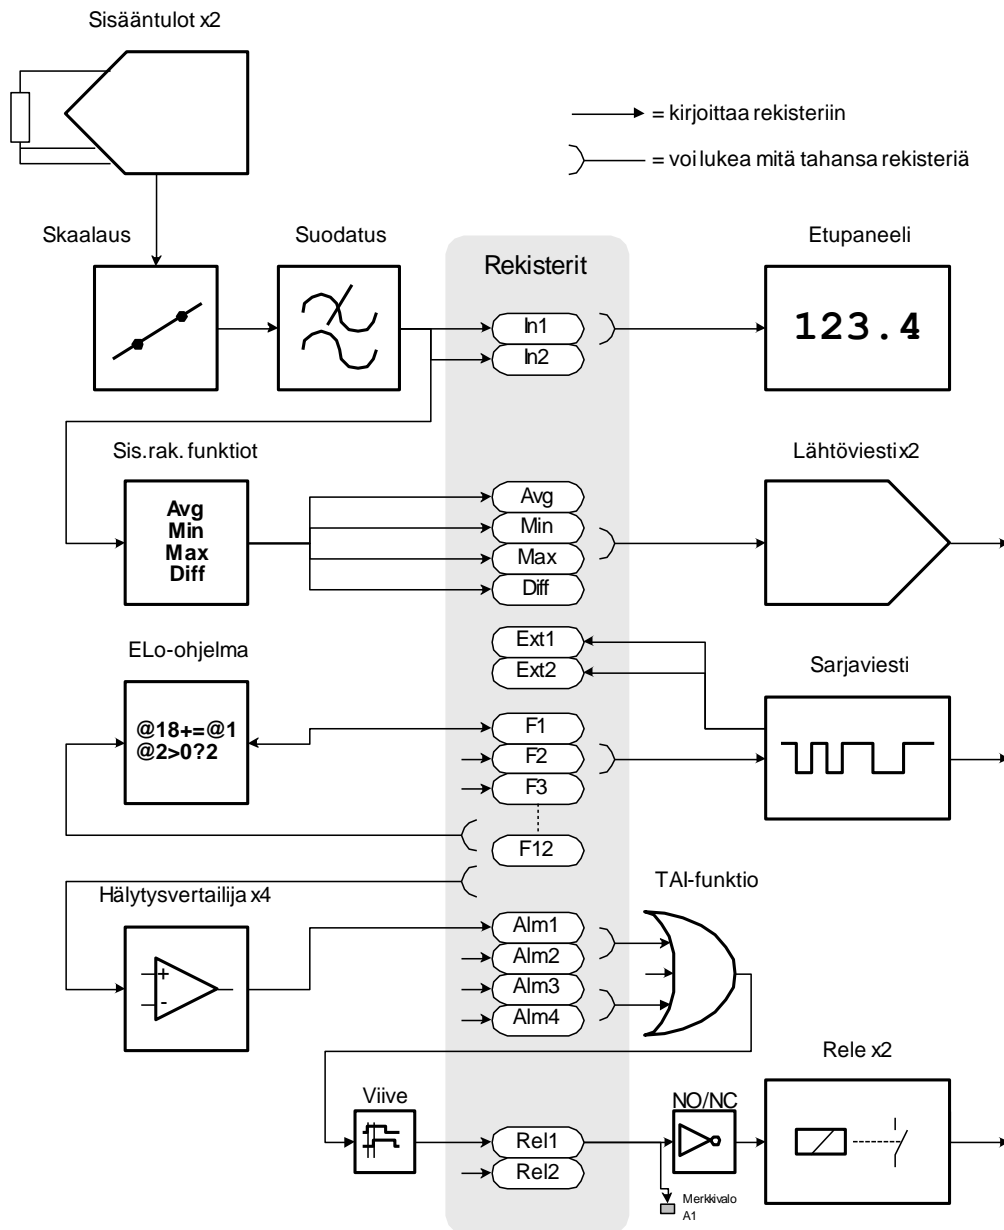 Sisääntulot x2
= kirjoittaa rekisteriin
= voi lukea mitä tahansa rekisteriä
Skaalaus
Suodatus
Rekisterit
Etupaneeli
In1
In2
123.4
Sis.rak. funktiot
Lähtöviesti x2
Avg
Min
Max
Diff
Avg
Min
Max
Diff
ELo-ohjelma
Ext1
Ext2
Sarjaviesti
@18+=@1
@2>0?2
F1
F2
F3
F12
Hälytysvertailija x4
TAI-funktio
+
-
Alm1
Alm2
Alm3
Alm4
Viive
NO/NC
Rele x2
Rel1
Rel2
Merkkivalo
A1